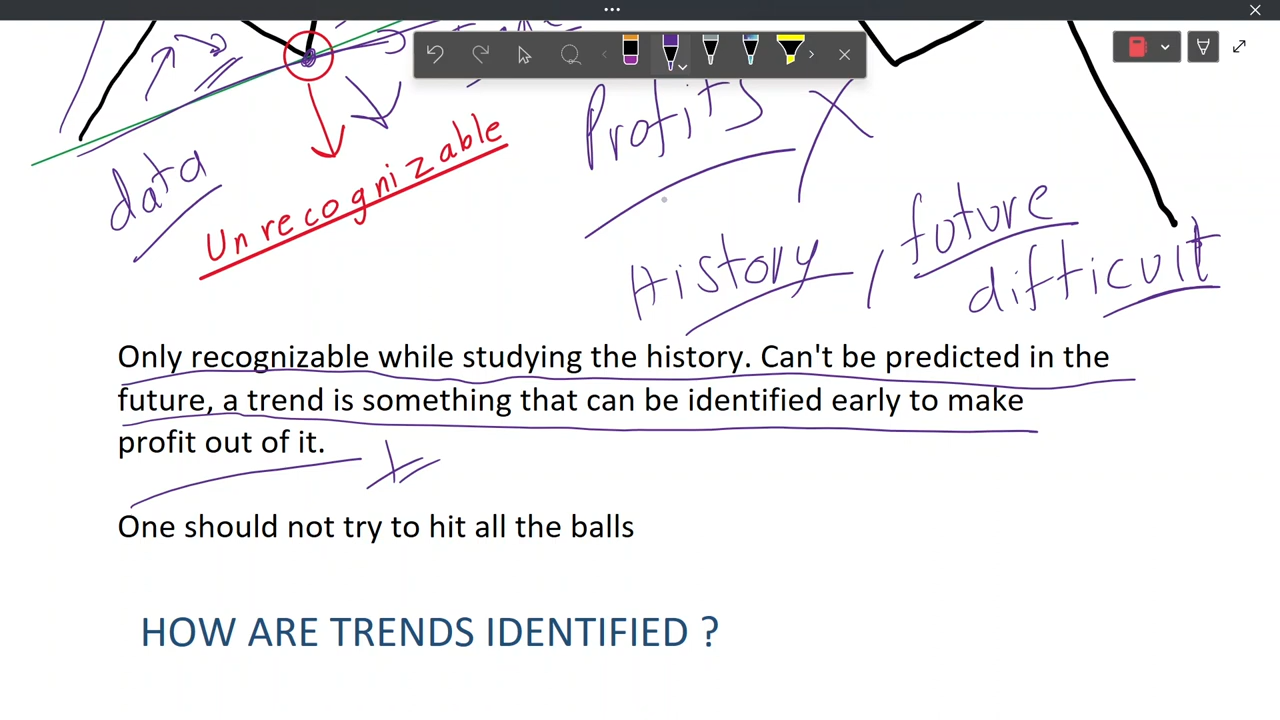 Profits
data
Unrecognizable
future
History ,
difficult
Only recognizable while studying the history. Can't be predicted in the
future, a trend is something that can be identified early to make
profit out of it.
One should not try to hit all the balls
HOW ARE TRENDS IDENTIFIED ?